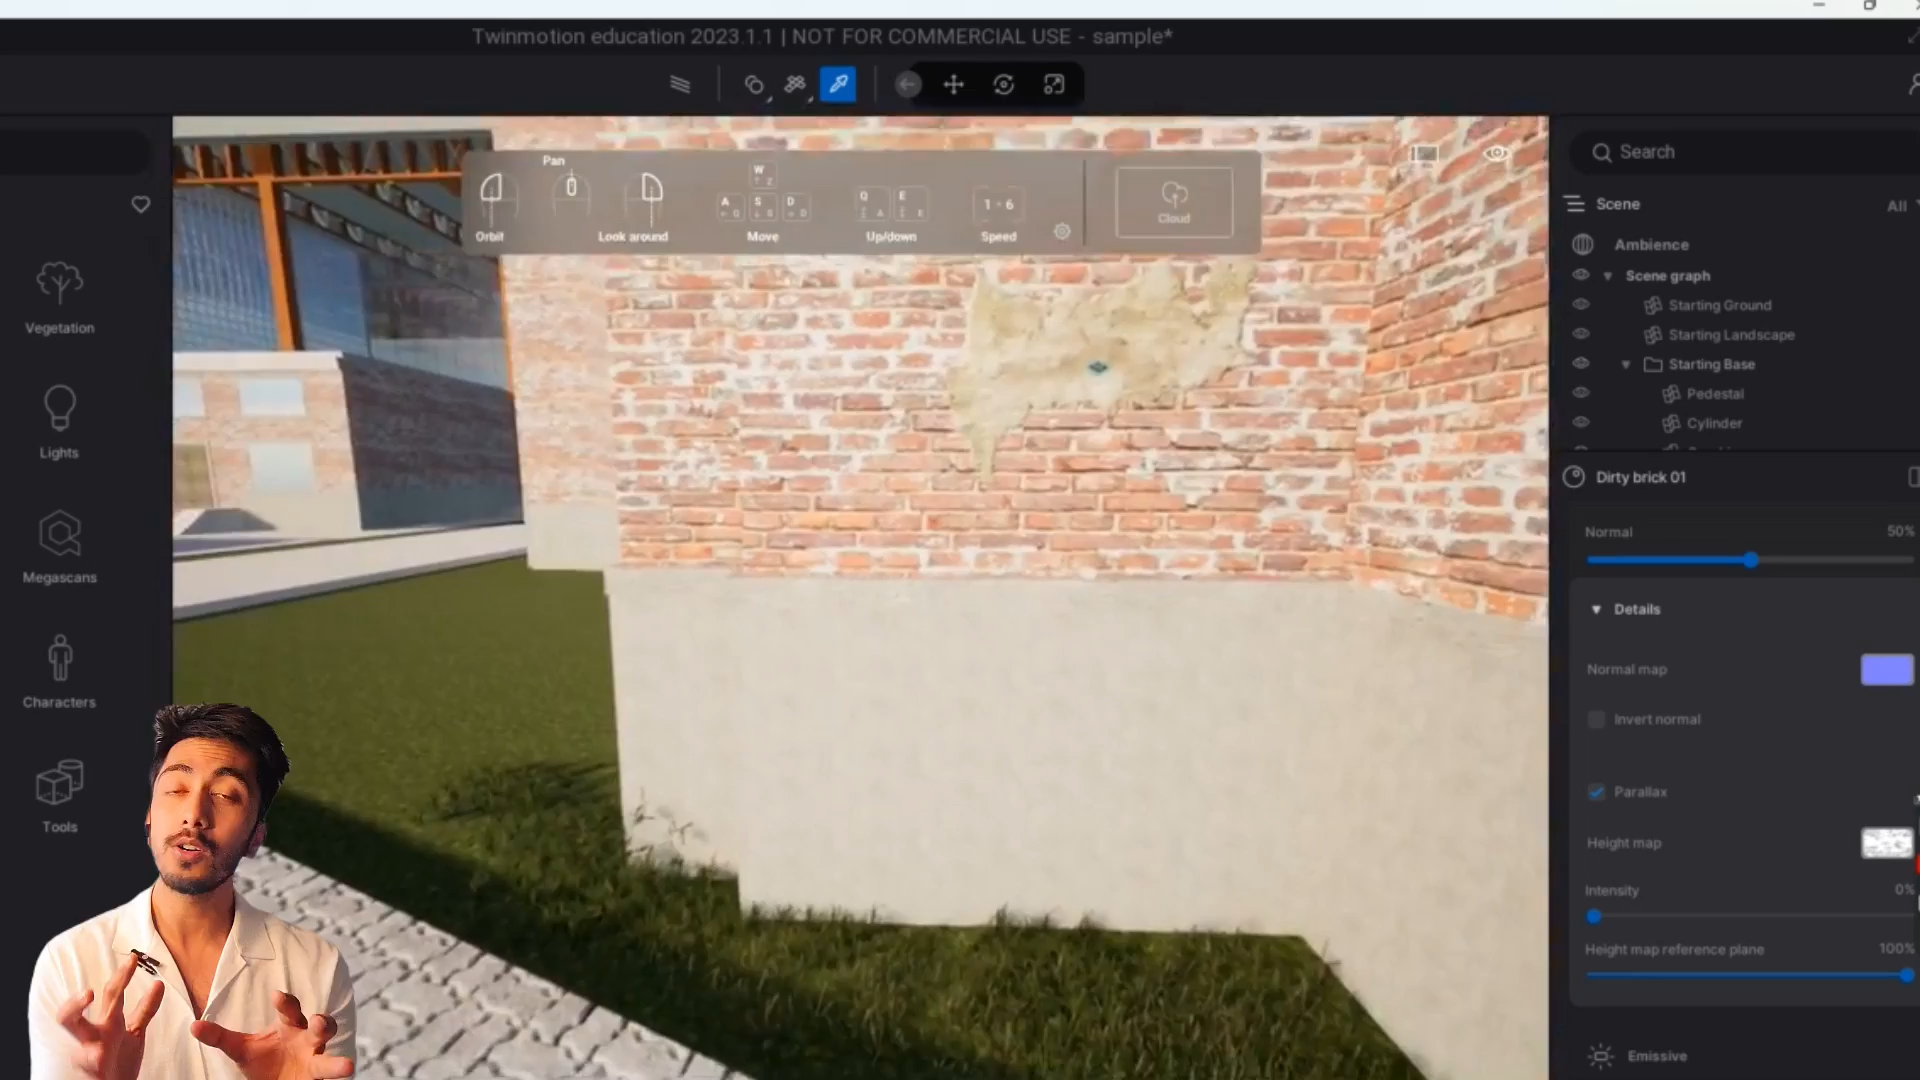 Twinmotion education 2023.1.1 | NOT FOR COMMERCIAL USE - sample*
Pan
Orbit
Look around
W
A S D
Move
Q E
Up/down
1 - 6
Speed
Cloud
Vegetation
Lights
Megascans
Characters
Tools
Search
Scene
All
Ambience
Scene graph
Starting Ground
Starting Landscape
Starting Base
Pedestal
Cylinder
Dirty brick 01
Normal 50%
Details
Normal map
Invert normal
Parallax
Height map
Intensity 0%
Height map reference plane 100%
Emissive